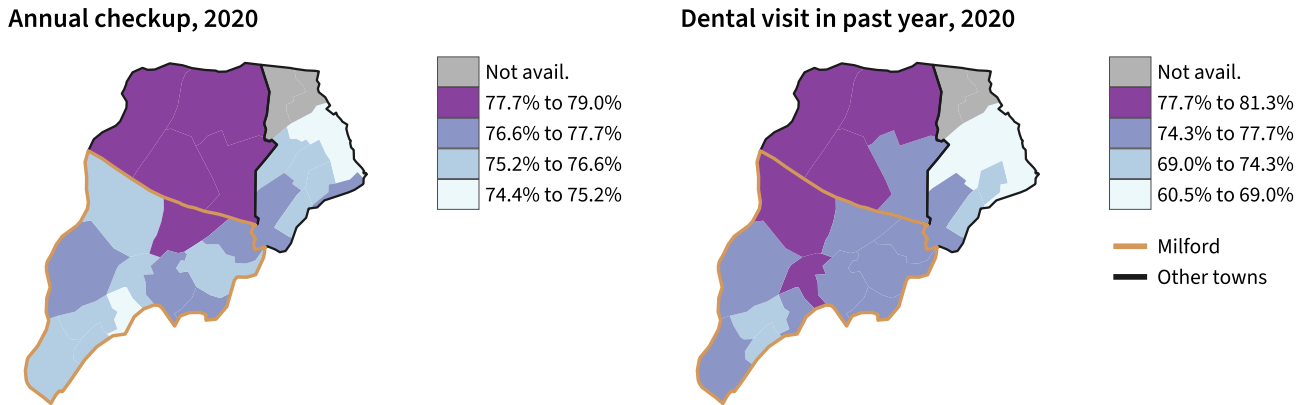 Annual checkup, 2020
Not avail.
77.7% to 79.0%
76.6% to 77.7%
75.2% to 76.6%
74.4% to 75.2%
Dental visit in past year, 2020
Not avail.
77.7% to 81.3%
74.3% to 77.7%
69.0% to 74.3%
60.5% to 69.0%
Milford
Other towns